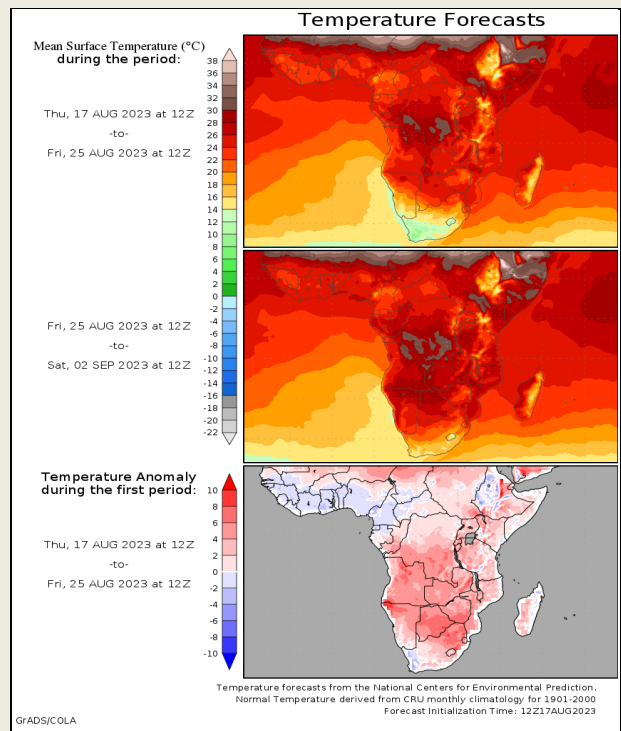 Temperature Forecasts
Mean Surface Temperature (°C)
during the period:
Thu, 17 AUG 2023 at 12Z
-to-
Fri, 25 AUG 2023 at 12Z
38
36
34
32
30
28
26
24
22
20
18
16
14
12
10
8
6
4
2
0
-2
-4
-6
-8
-10
-12
-14
-16
-18
-20
-22
Fri, 25 AUG 2023 at 12Z
-to-
Sat, 02 SEP 2023 at 12Z
Temperature Anomaly
during the first period:
Thu, 17 AUG 2023 at 12Z
-to-
Fri, 25 AUG 2023 at 12Z
10
8
6
4
2
0
-2
-4
-6
-8
-10
Temperature forecasts from the National Centers for Environmental Prediction.
Normal Temperature derived from CRU monthly climatology for 1901-2000
Forecast Initialization Time: 12Z17AUG2023
GrADS/COLA